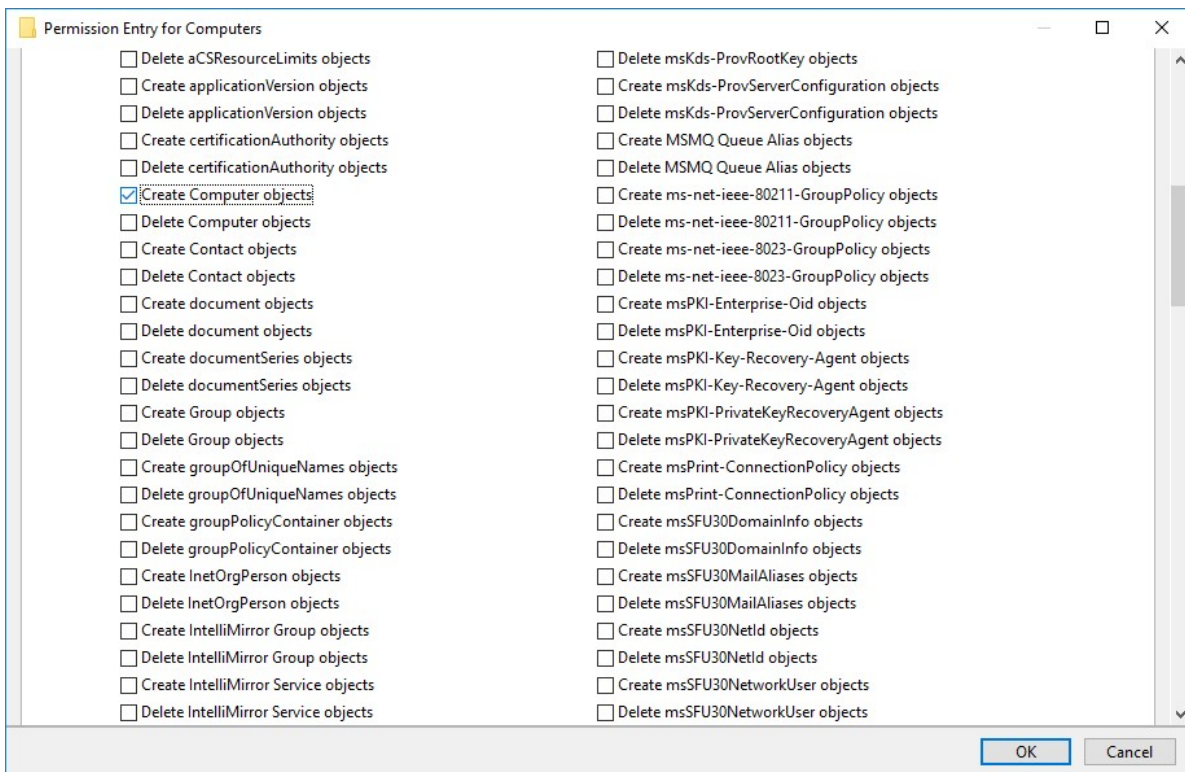 Permission Entry for Computers
Delete aCSResourceLimits objects
Create applicationVersion objects
Delete applicationVersion objects
Create certificationAuthority objects
Delete certificationAuthority objects
Create Computer objects
Delete Computer objects
Create Contact objects
Delete Contact objects
Create document objects
Delete document objects
Create documentSeries objects
Delete documentSeries objects
Create Group objects
Delete Group objects
Create groupOfUniqueNames objects
Delete groupOfUniqueNames objects
Create groupPolicyContainer objects
Delete groupPolicyContainer objects
Create InetOrgPerson objects
Delete InetOrgPerson objects
Create IntelliMirror Group objects
Delete IntelliMirror Group objects
Create IntelliMirror Service objects
Delete IntelliMirror Service objects
Delete msKds-ProvRootKey objects
Create msKds-ProvServerConfiguration objects
Delete msKds-ProvServerConfiguration objects
Create MSMQ Queue Alias objects
Delete MSMQ Queue Alias objects
Create ms-net-ieee-80211-GroupPolicy objects
Delete ms-net-ieee-80211-GroupPolicy objects
Create ms-net-ieee-8023-GroupPolicy objects
Delete ms-net-ieee-8023-GroupPolicy objects
Create msPKI-Enterprise-Oid objects
Delete msPKI-Enterprise-Oid objects
Create msPKI-Key-Recovery-Agent objects
Delete msPKI-Key-Recovery-Agent objects
Create msPKI-PrivateKeyRecoveryAgent objects
Delete msPKI-PrivateKeyRecoveryAgent objects
Create msPrint-ConnectionPolicy objects
Delete msPrint-ConnectionPolicy objects
Create msSFU30DomainInfo objects
Delete msSFU30DomainInfo objects
Create msSFU30MailAliases objects
Delete msSFU30MailAliases objects
Create msSFU30NetId objects
Delete msSFU30NetId objects
Create msSFU30NetworkUser objects
Delete msSFU30NetworkUser objects
OK
Cancel